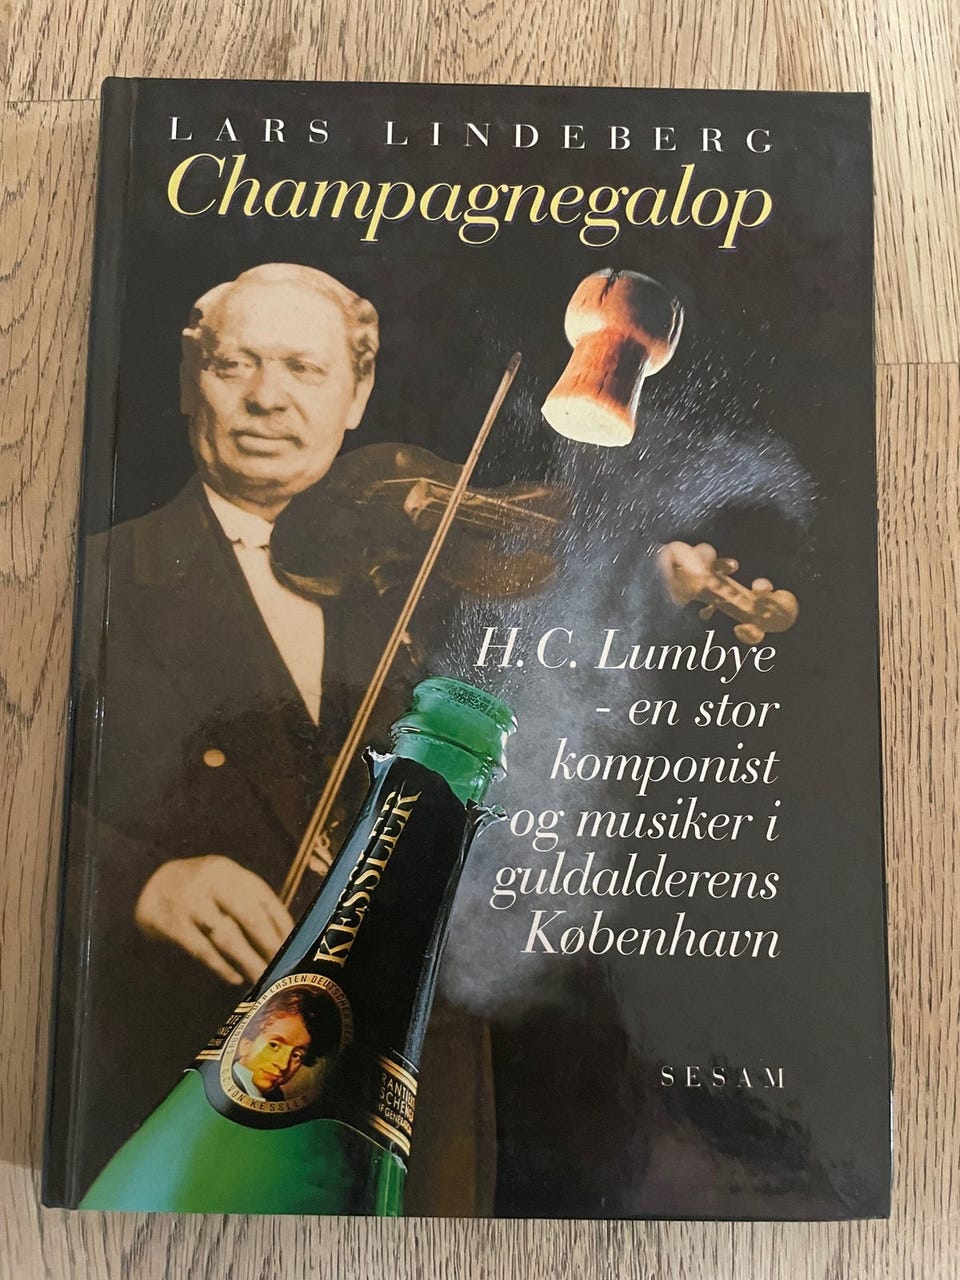 LARS LINDEBERG
Champagnegalop
H.C. Lumbye
- en stor
komponist
og musiker i
guldalderens
København
KESSLER
SESAM